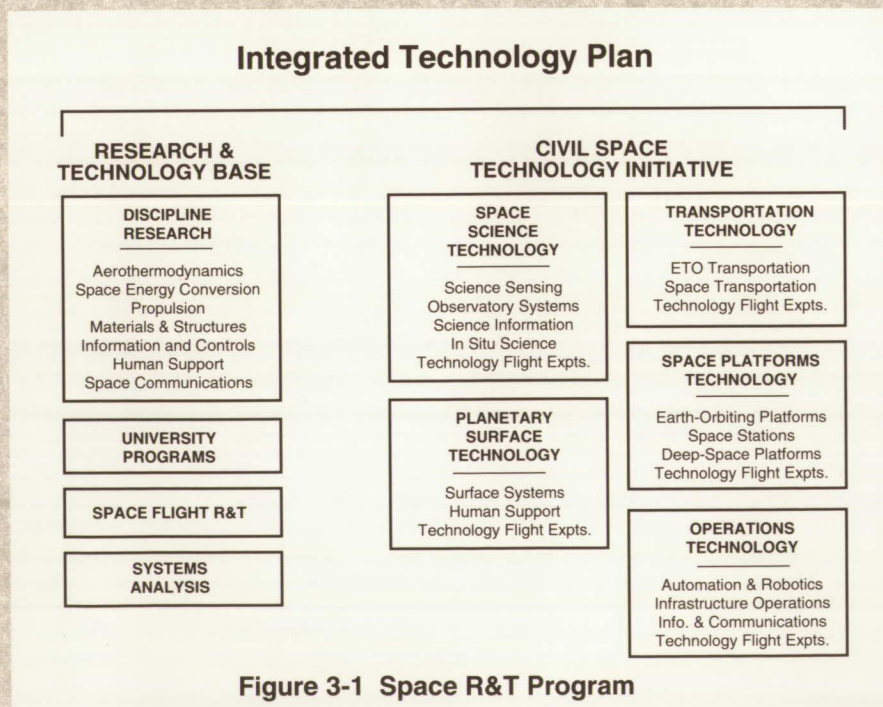 Integrated Technology Plan
RESEARCH &
TECHNOLOGY BASE
DISCIPLINE
RESEARCH
Aerothermodynamics
Space Energy Conversion
Propulsion
Materials & Structures
Information and Controls
Human Support
Space Communications
UNIVERSITY
PROGRAMS
SPACE FLIGHT R&T
SYSTEMS
ANALYSIS
CIVIL SPACE
TECHNOLOGY INITIATIVE
SPACE
SCIENCE
TECHNOLOGY
Science Sensing
Observatory Systems
Science Information
In Situ Science
Technology Flight Expts.
PLANETARY
SURFACE
TECHNOLOGY
Surface Systems
Human Support
Technology Flight Expts.
TRANSPORTATION
TECHNOLOGY
ETO Transportation
Space Transportation
Technology Flight Expts.
SPACE PLATFORMS
TECHNOLOGY
Earth-Orbiting Platforms
Space Stations
Deep-Space Platforms
Technology Flight Expts.
OPERATIONS
TECHNOLOGY
Automation & Robotics
Infrastructure Operations
Info. & Communications
Technology Flight Expts.
Figure 3-1 Space R&T Program